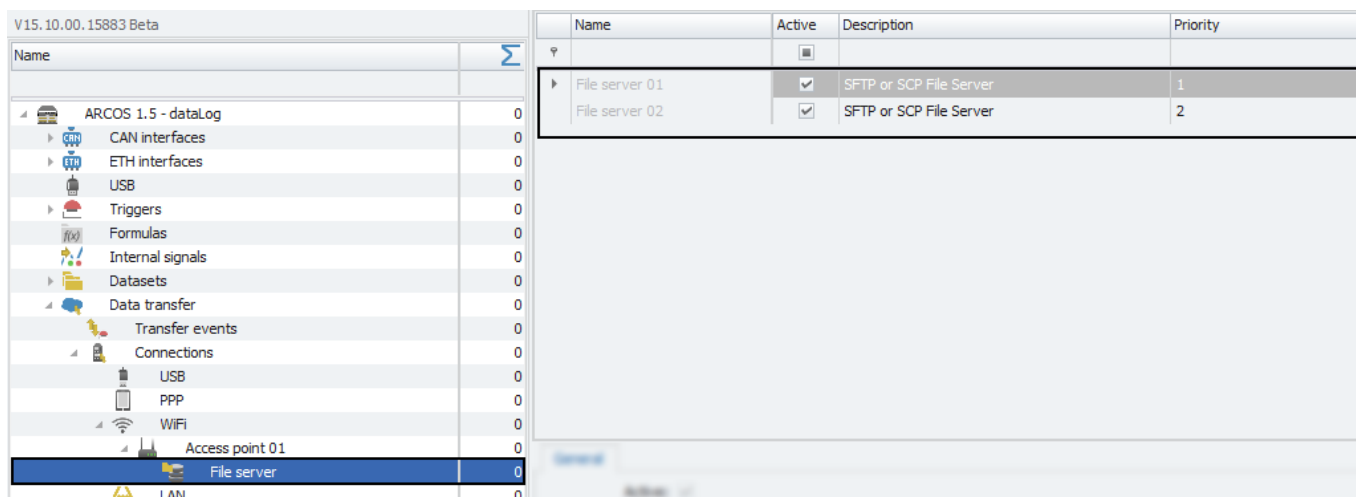 V15.10.00.15883 Beta
Name Σ
ARCOS 1.5 - dataLog 0
CAN CAN interfaces 0
ETH ETH interfaces 0
USB 0
Triggers 0
f(x) Formulas 0
Internal signals 0
Datasets 0
Data transfer 0
Transfer events 0
Connections 0
USB 0
PPP 0
WiFi 0
Access point 01 0
File server 0
LAN 0
Name Active Description Priority
File server 01 SFTP or SCP File Server 1
File server 02 SFTP or SCP File Server 2
General
Active: